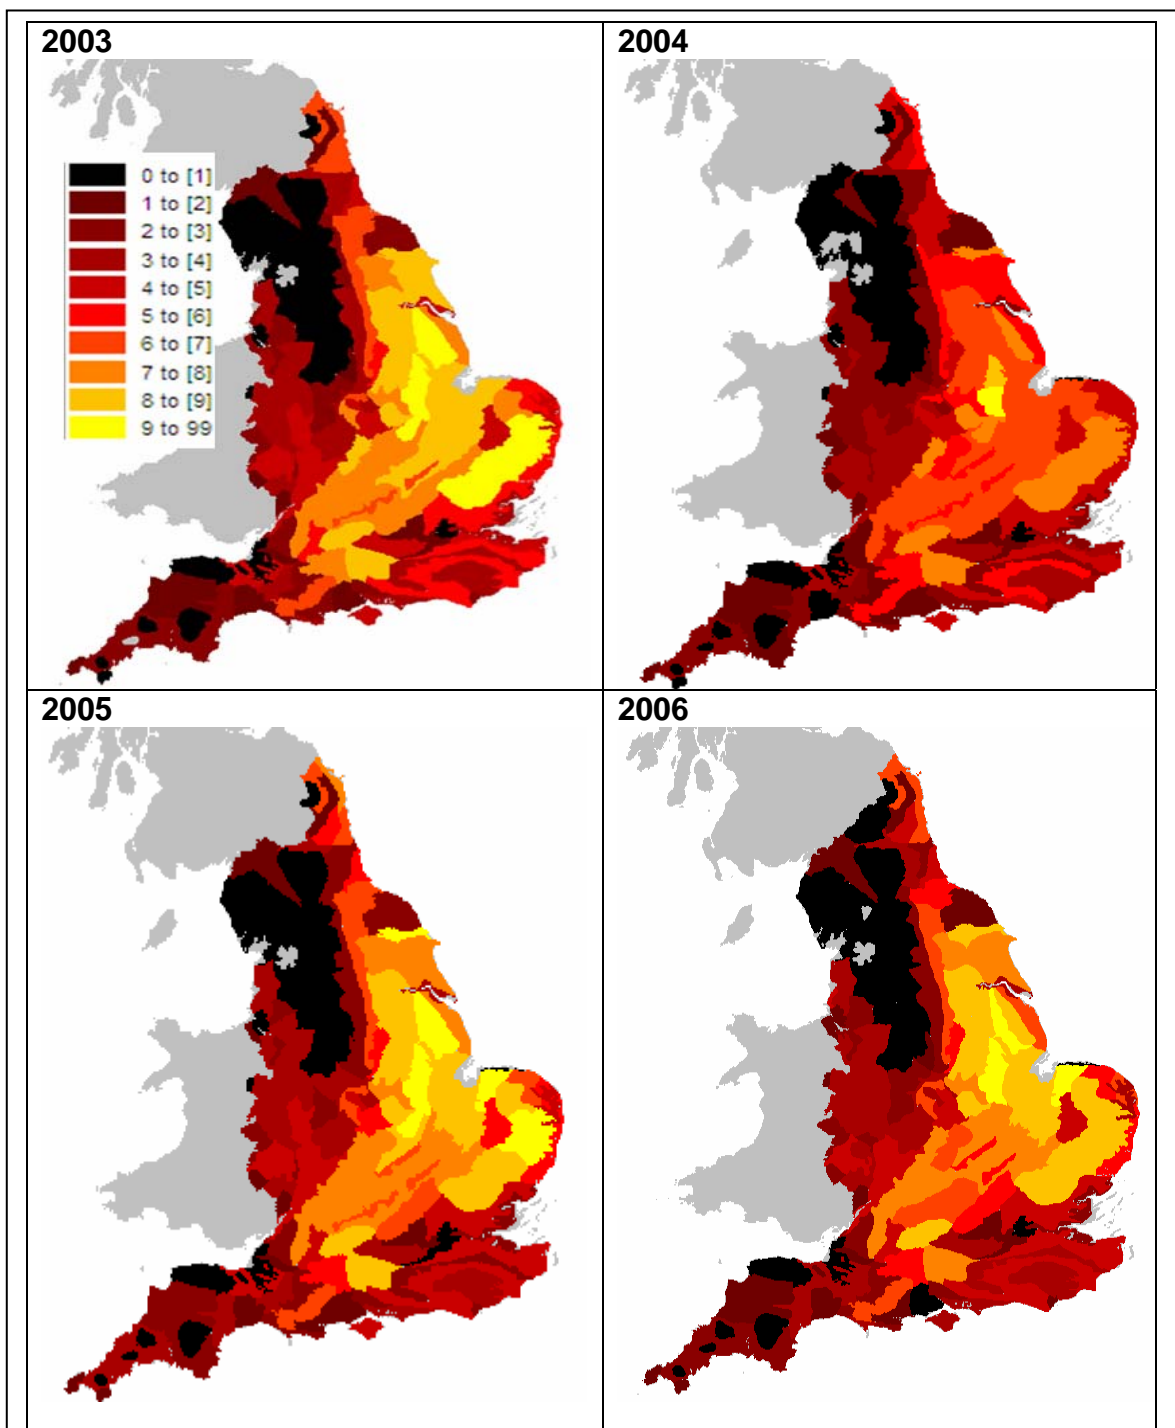 2003
2004
0 to [1]
1 to [2]
2 to [3]
3 to [4]
4 to [5]
5 to [6]
6 to [7]
7 to [8]
8 to [9]
9 to 99
2005
2006